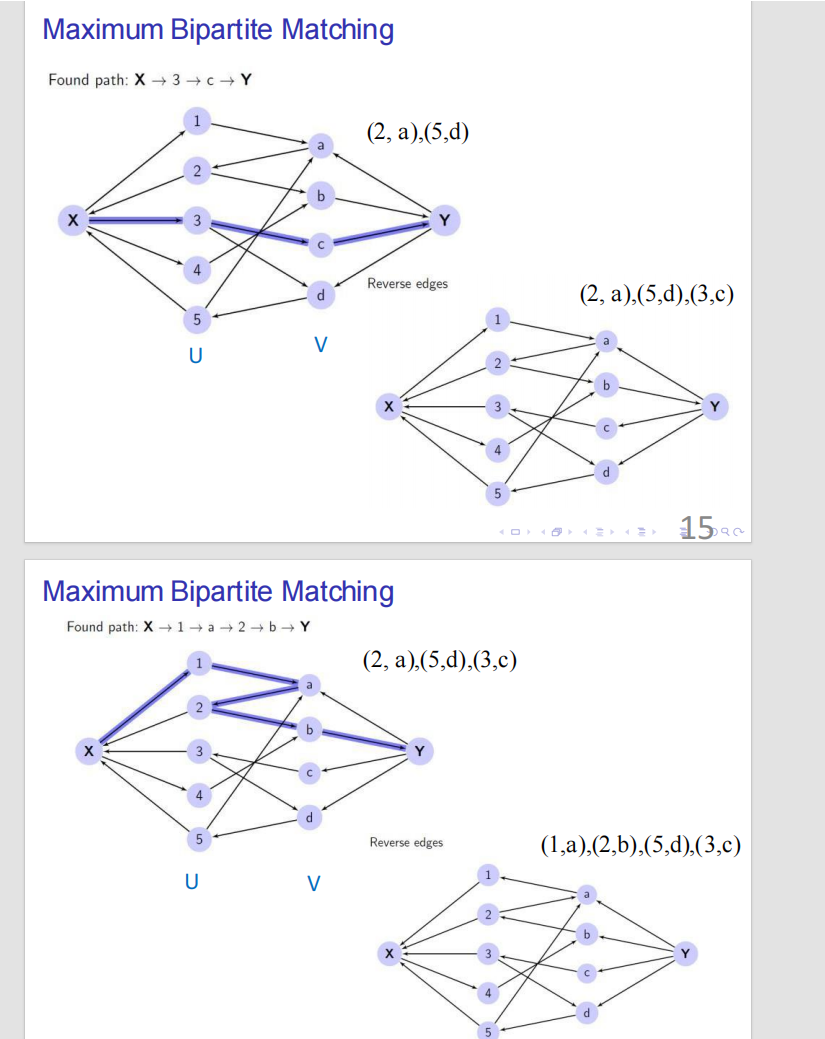 Maximum Bipartite Matching
Found path: X → 3 → c → Y
(2, a),(5,d)
1
a
2
b
X
3
Y
c
4
d
5
Reverse edges
U
V
(2, a),(5,d),(3,c)
1
a
2
b
X
3
Y
c
4
d
5
15
Maximum Bipartite Matching
Found path: X → 1 → a → 2 → b → Y
(2, a),(5,d),(3,c)
1
a
2
b
X
3
Y
c
4
d
5
Reverse edges
U
V
(1,a),(2,b),(5,d),(3,c)
1
a
2
b
X
3
Y
c
4
d
5